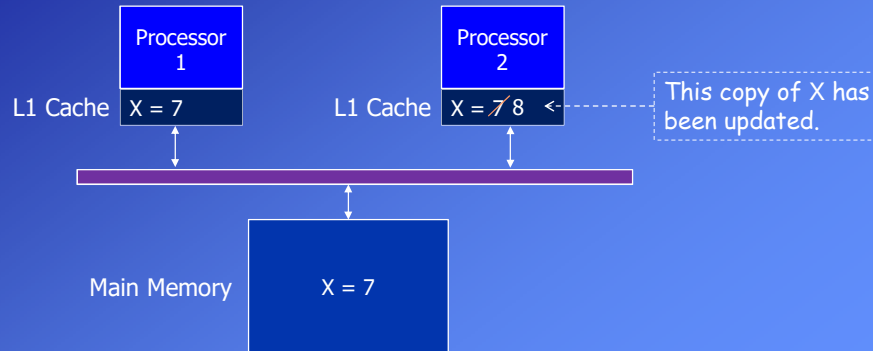 Processor
1
Processor
2
L1 Cache
X = 7
L1 Cache
X = 7 8
This copy of X has
been updated.
Main Memory
X = 7